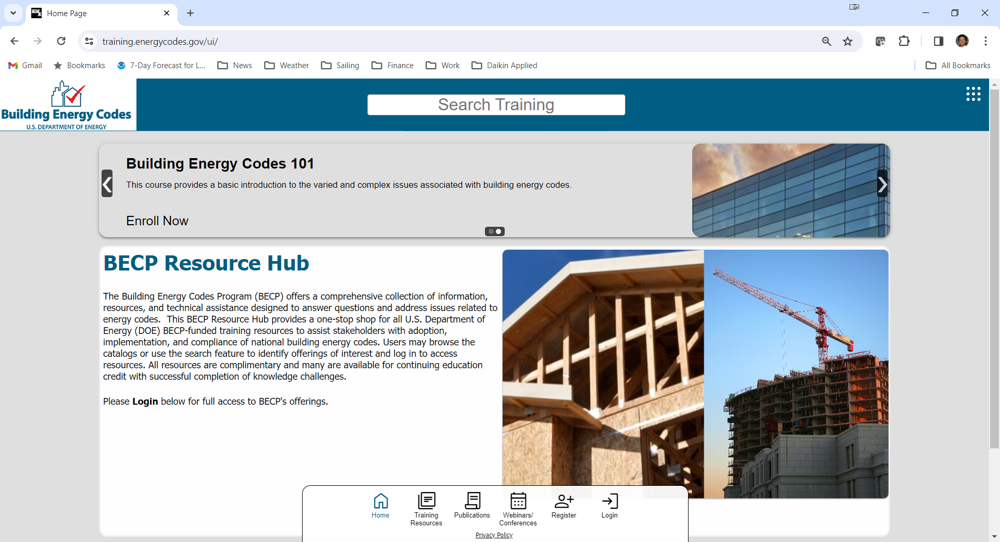 Home Page
training.energycodes.gov/ui/
Gmail
Bookmarks
7-Day Forecast for L...
News
Weather
Sailing
Finance
Work
Daikin Applied
All Bookmarks
Building Energy Codes
U.S. DEPARTMENT OF ENERGY
Search Training
Building Energy Codes 101
This course provides a basic introduction to the varied and complex issues associated with building energy codes.
Enroll Now
BECP Resource Hub
The Building Energy Codes Program (BECP) offers a comprehensive collection of information,
resources, and technical assistance designed to answer questions and address issues related to
energy codes.  This BECP Resource Hub provides a one-stop shop for all U.S. Department of
Energy (DOE) BECP-funded training resources to assist stakeholders with adoption,
implementation, and compliance of national building energy codes. Users may browse the
catalogs or use the search feature to identify offerings of interest and log in to access
resources. All resources are complimentary and many are available for continuing education
credit with successful completion of knowledge challenges.
Please Login below for full access to BECP's offerings.
Home
Training
Resources
Publications
Webinars/
Conferences
Register
Login
Privacy Policy